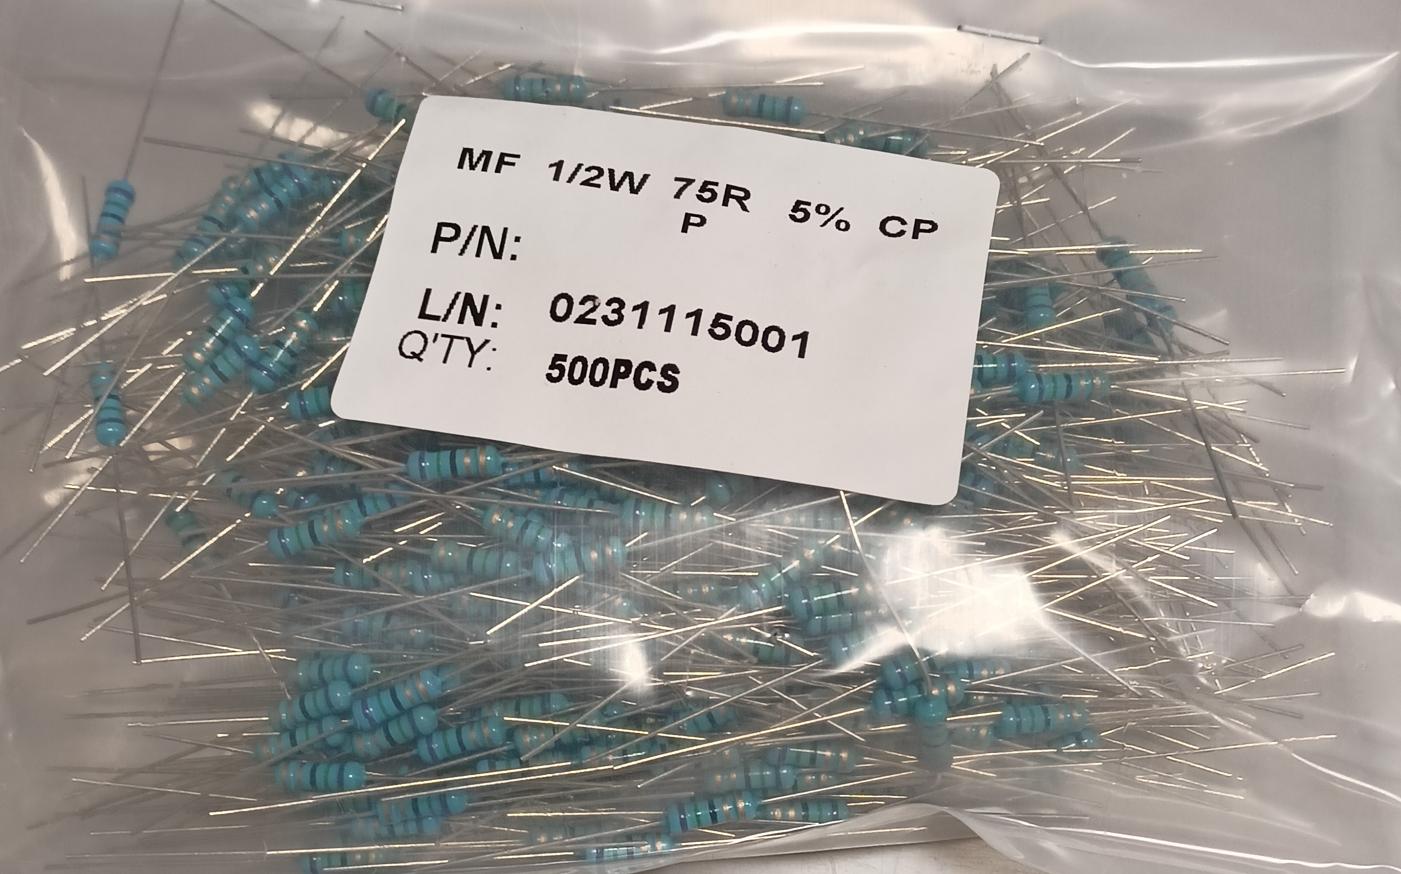 MF 1/2W 75R 5% CP
P
P/N:
L/N: 0231115001
Q'TY: 500PCS